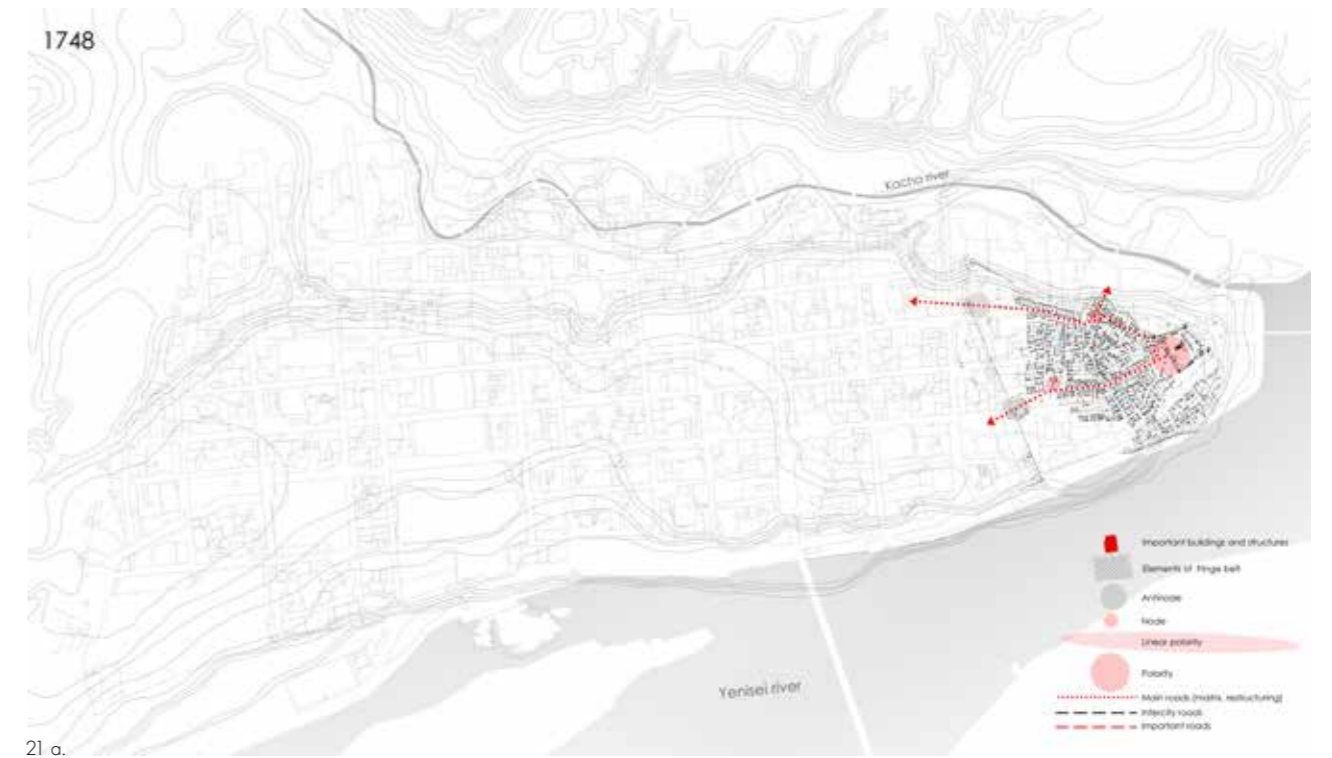 1748
Kacha river
Important buildings and structures
Elements of fringe belt
Antinode
Node
Linear polarity
Polarity
Main roads (matrix, restructuring)
Intercity roads
Important roads
Yenisei river
21 a.